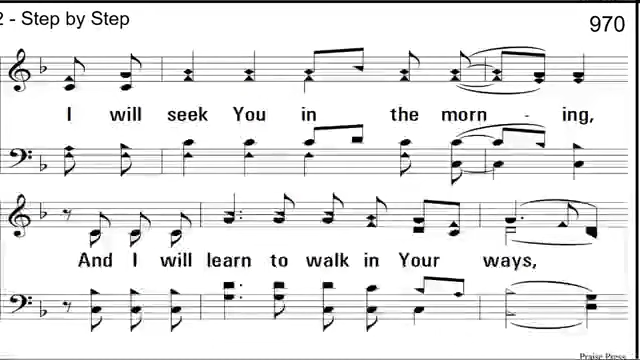 2 - Step by Step
970
I will seek You in the morn - ing,
And I will learn to walk in Your ways,
Praise Press